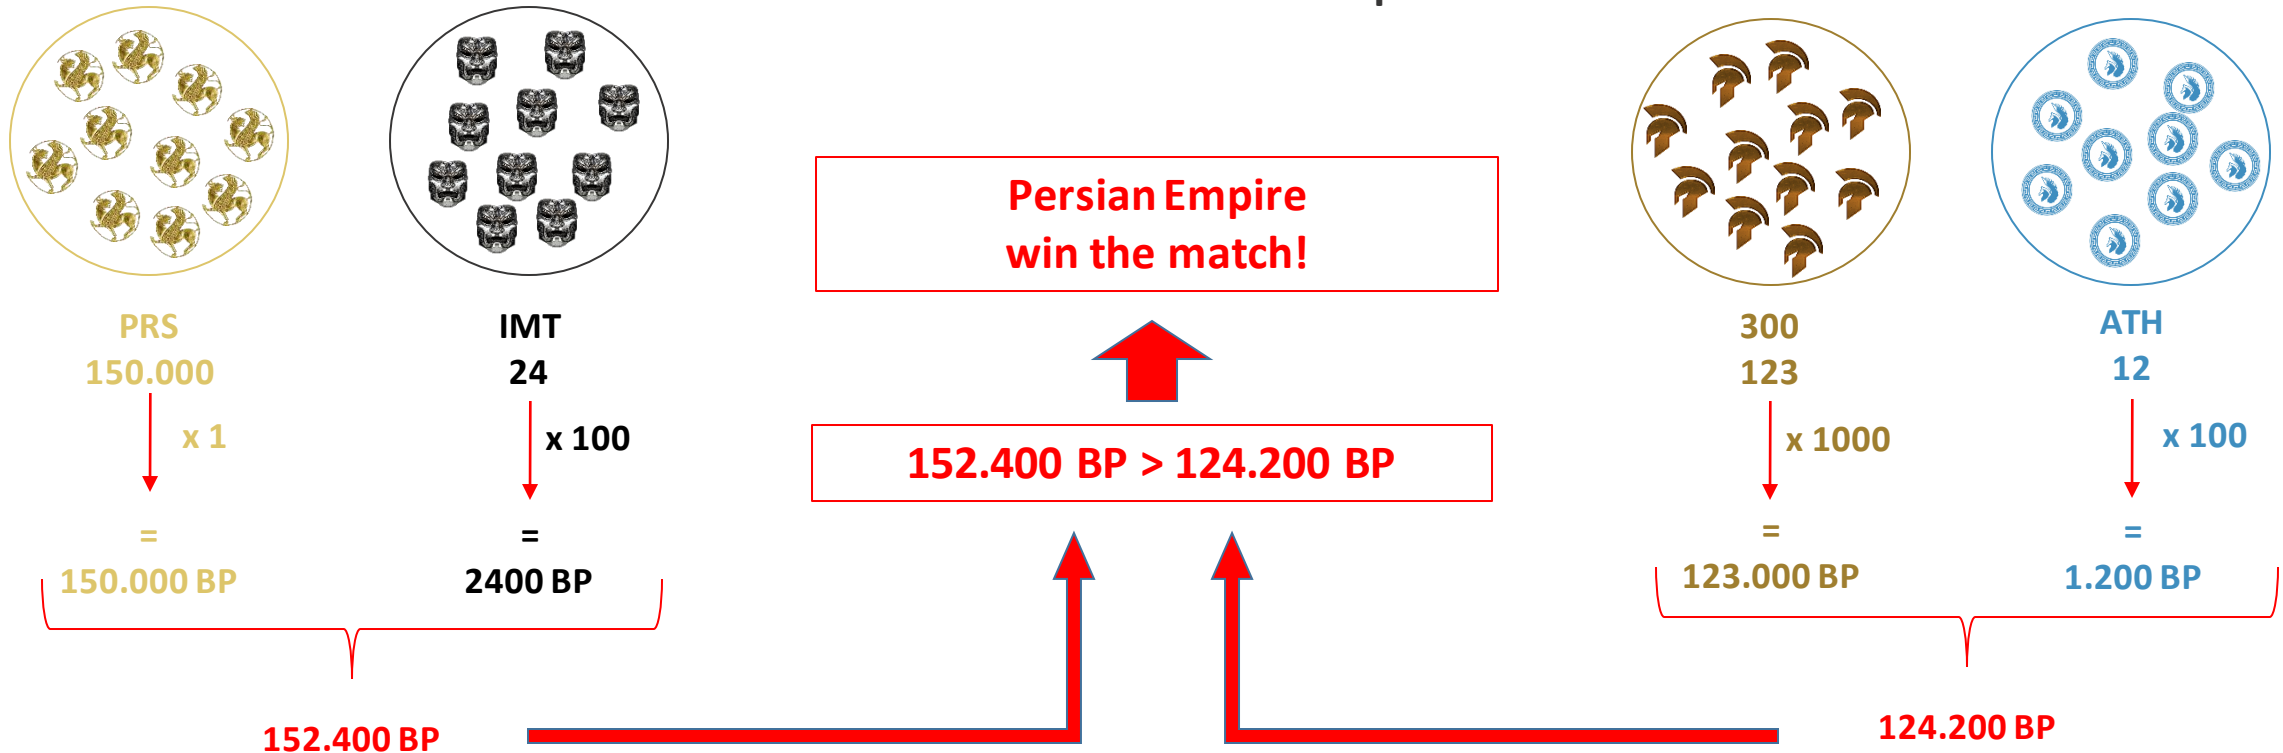 PRS
150.000
x 1
=
150.000 BP
IMT
24
x 100
=
2400 BP
152.400 BP
Persian Empire
win the match!
152.400 BP > 124.200 BP
300
123
x 1000
=
123.000 BP
ATH
12
x 100
=
1.200 BP
124.200 BP